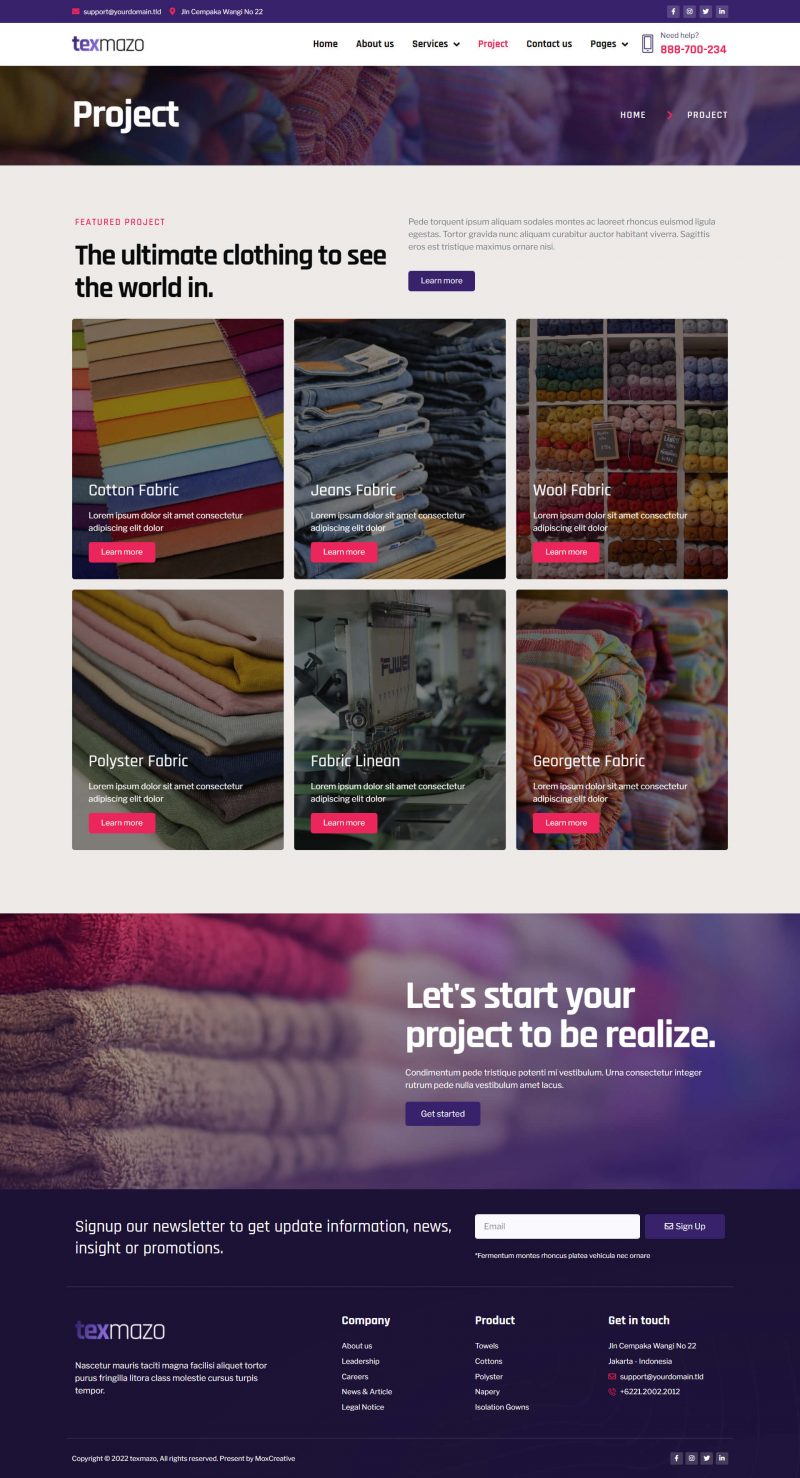 support@yourdomain.tld Jln Cempaka Wangi No 22
texmazo
Home About us Services Project Contact us Pages
Need help?
888-700-234
Project
HOME PROJECT
FEATURED PROJECT
The ultimate clothing to see
the world in.
Pede torquent ipsum aliquam sodales montes ac laoreet rhoncus euismod ligula
egestas. Tortor gravida nunc aliquam curabitur auctor habitant viverra. Sagittis
eros est tristique maximus ornare nisi.
Learn more
Cotton Fabric
Lorem ipsum dolor sit amet consectetur
adipiscing elit dolor
Learn more
Jeans Fabric
Lorem ipsum dolor sit amet consectetur
adipiscing elit dolor
Learn more
Wool Fabric
Lorem ipsum dolor sit amet consectetur
adipiscing elit dolor
Learn more
Polyster Fabric
Lorem ipsum dolor sit amet consectetur
adipiscing elit dolor
Learn more
FUWEI
Fabric Linean
Lorem ipsum dolor sit amet consectetur
adipiscing elit dolor
Learn more
Georgette Fabric
Lorem ipsum dolor sit amet consectetur
adipiscing elit dolor
Learn more
Let's start your
project to be realize.
Condimentum pede tristique potenti mi vestibulum. Urna consectetur integer
rutrum pede nulla vestibulum amet lacus.
Get started
Signup our newsletter to get update information, news,
insight or promotions.
Email
Sign Up
*Fermentum montes rhoncus platea vehicula nec ornare
texmazo
Nascetur mauris taciti magna facilisi aliquet tortor
purus fringilla litora class molestie cursus turpis
tempor.
Company
About us
Leadership
Careers
News & Article
Legal Notice
Product
Towels
Cottons
Polyster
Napery
Isolation Gowns
Get in touch
Jln Cempaka Wangi No 22
Jakarta - Indonesia
support@yourdomain.tld
+6221.2002.2012
Copyright © 2022 texmazo, All rights reserved. Present by MoxCreative